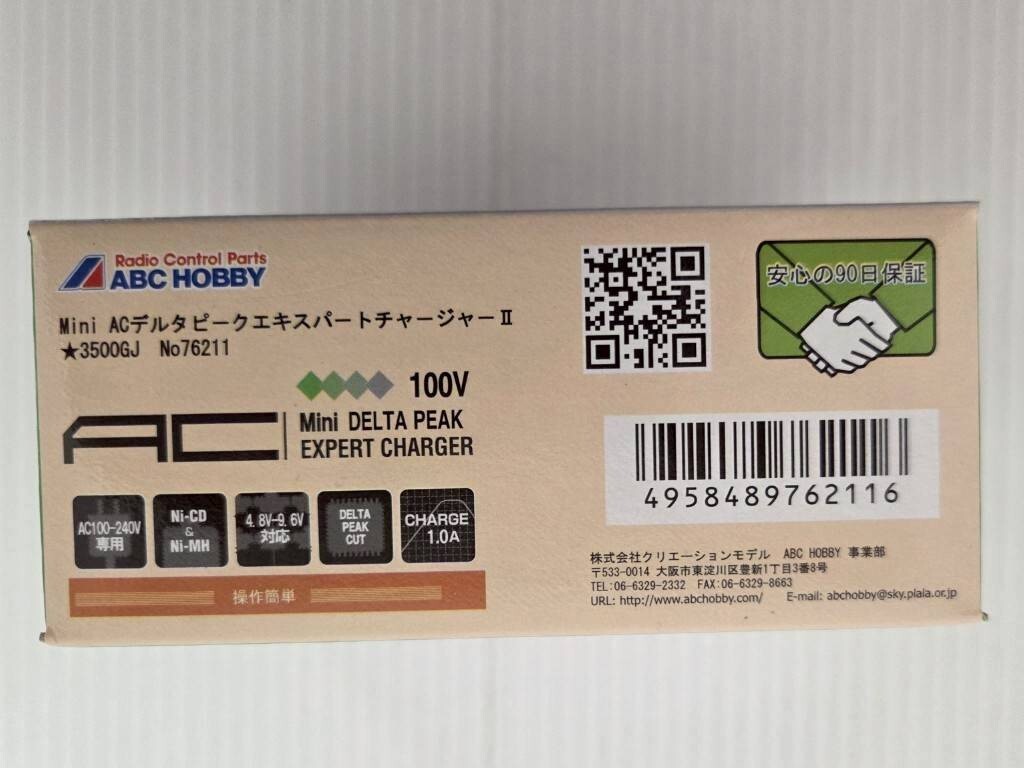 Radio Control Parts
ABC HOBBY
Mini ACデルタピークエキスパートチャージャーⅡ
★3500GJ No76211
100V
AC
Mini DELTA PEAK
EXPERT CHARGER
AC100-240V
専用
Ni-CD
&
Ni-MH
4.8V-9.6V
対応
DELTA
PEAK
CUT
CHARGE
1.0A
操作簡単
安心の90日保証
4958489762116
株式会社クリエーションモデル ABC HOBBY 事業部
〒533-0014 大阪市東淀川区豊新1丁目3番8号
TEL:06-6329-2332 FAX:06-6329-8663
URL: http://www.abchobby.com/ E-mail: abchobby@sky.plala.or.jp